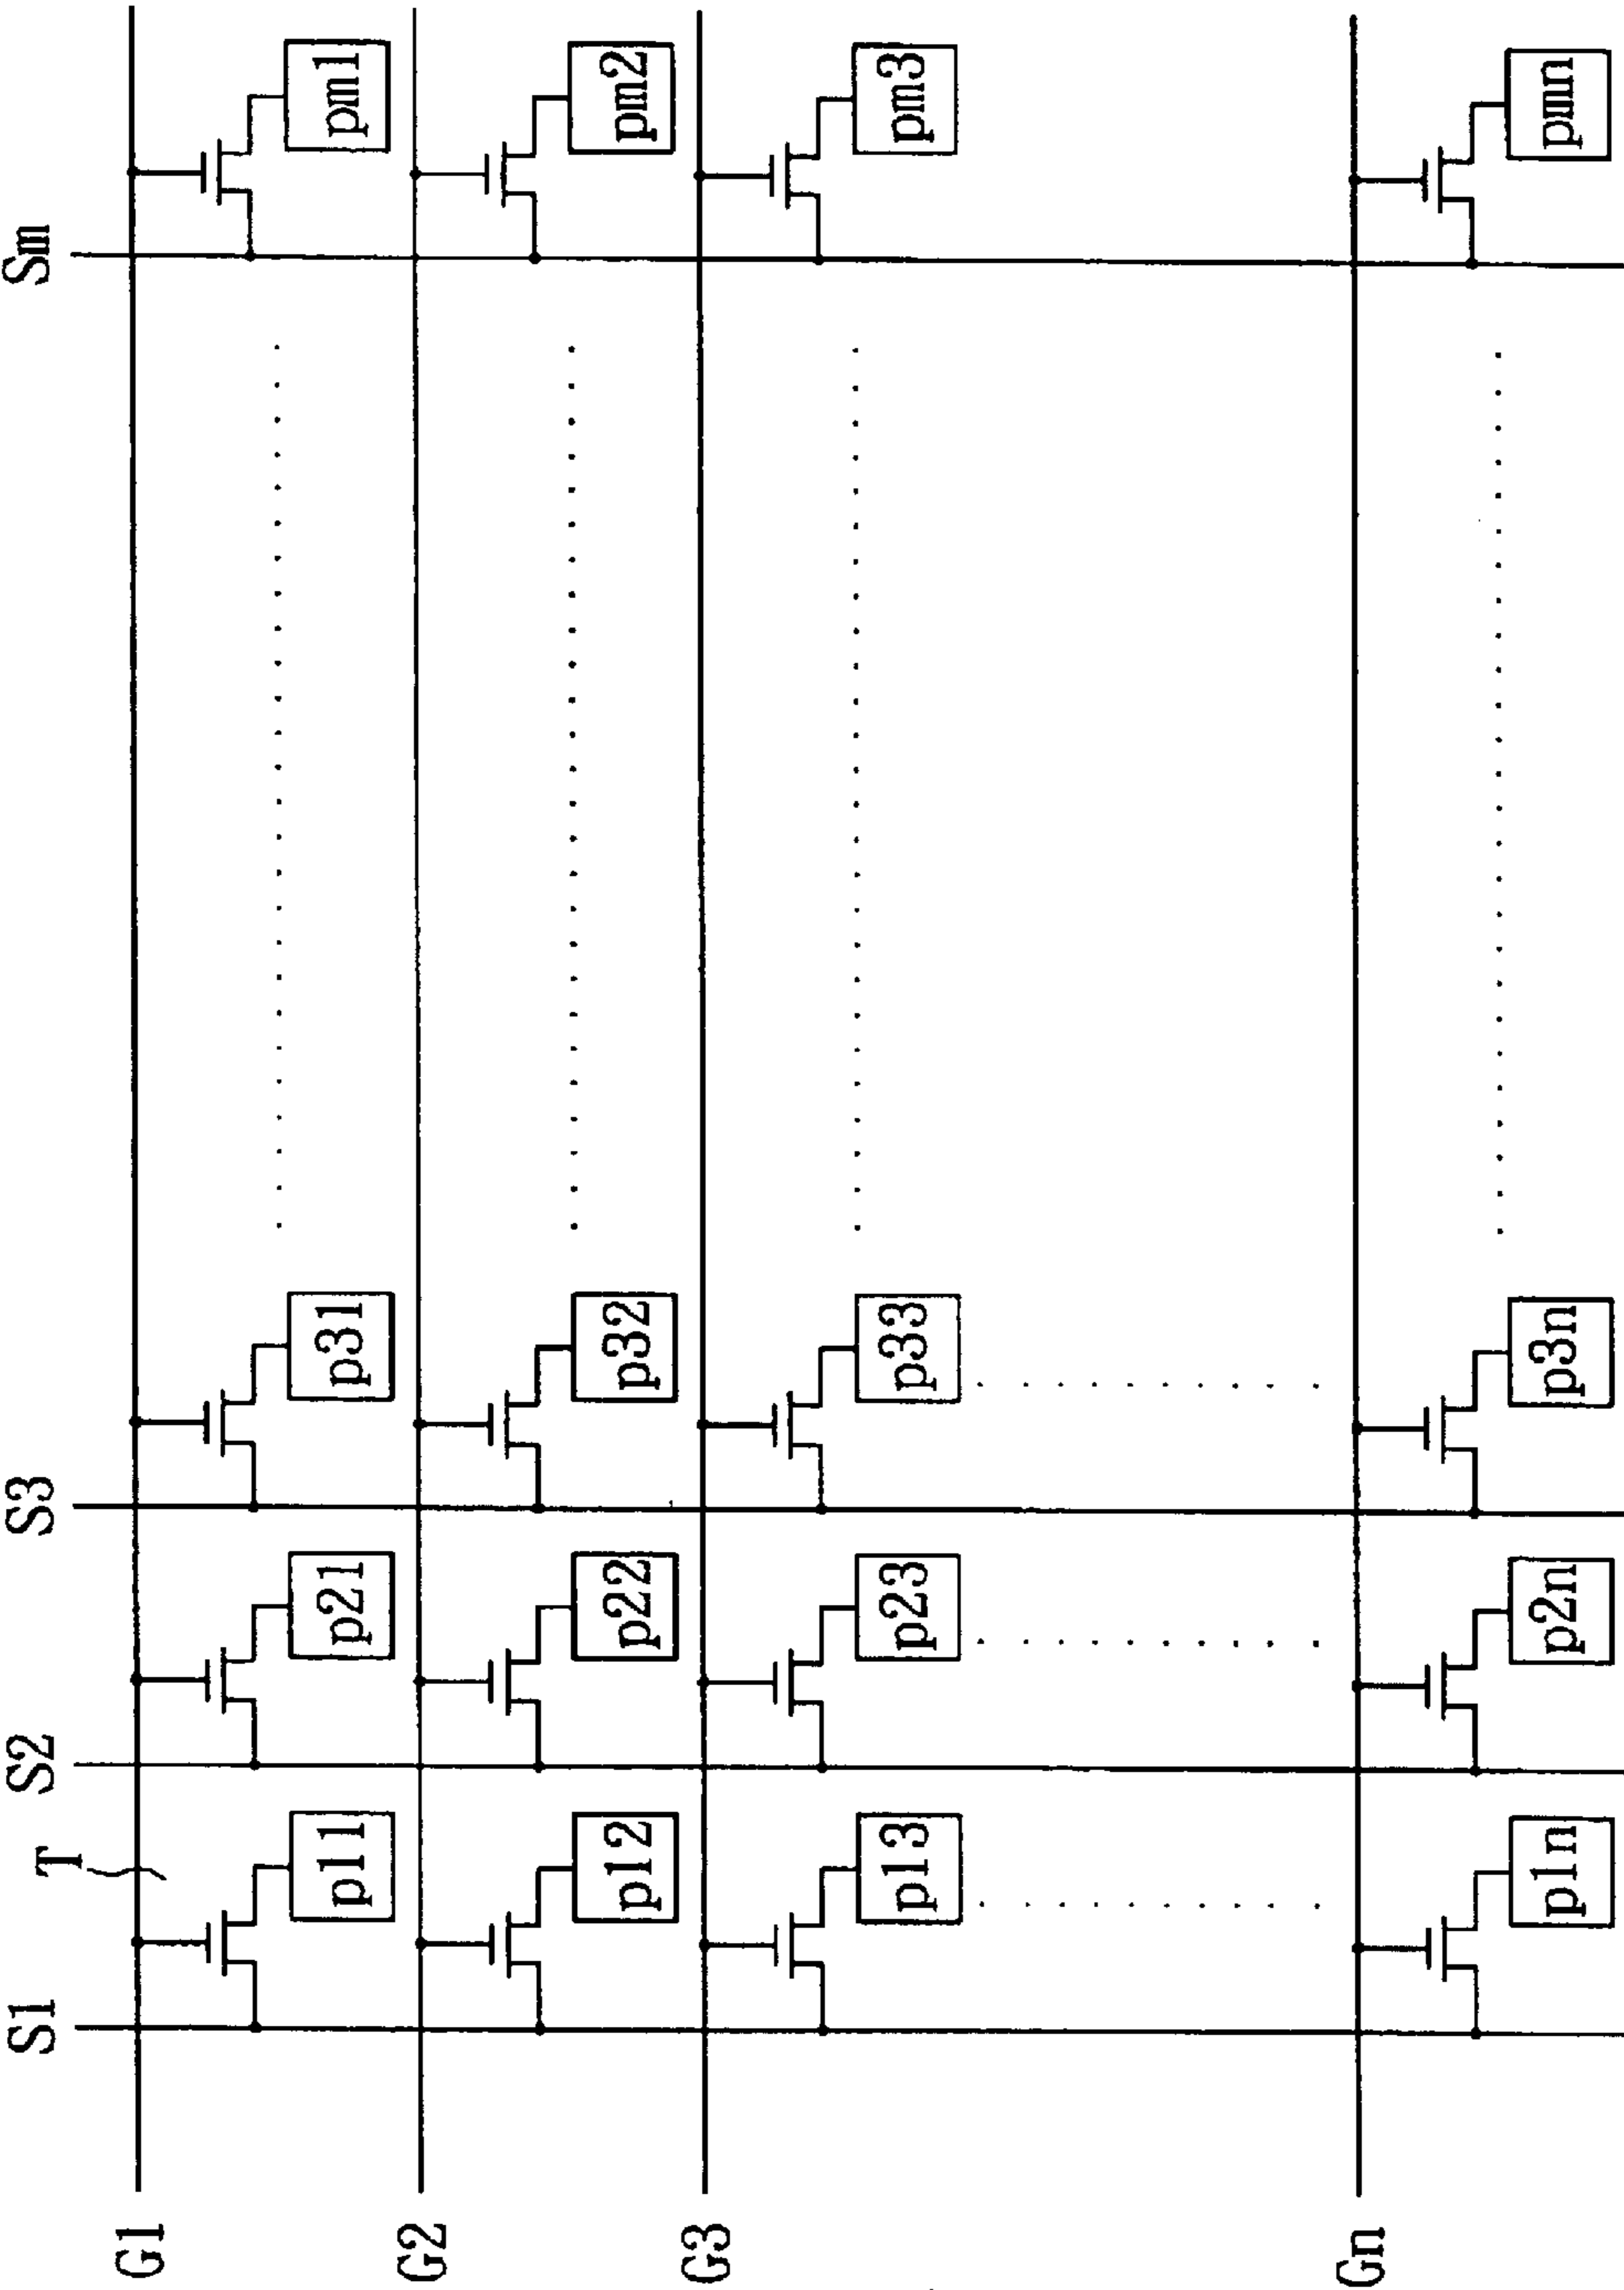 S1 T S2 S3 Sm
G1
p11 p21 p31 pm1
G2
p12 p22 p32 pm2
G3
p13 p23 p33 pm3
Gn
p1n p2n p3n pmn